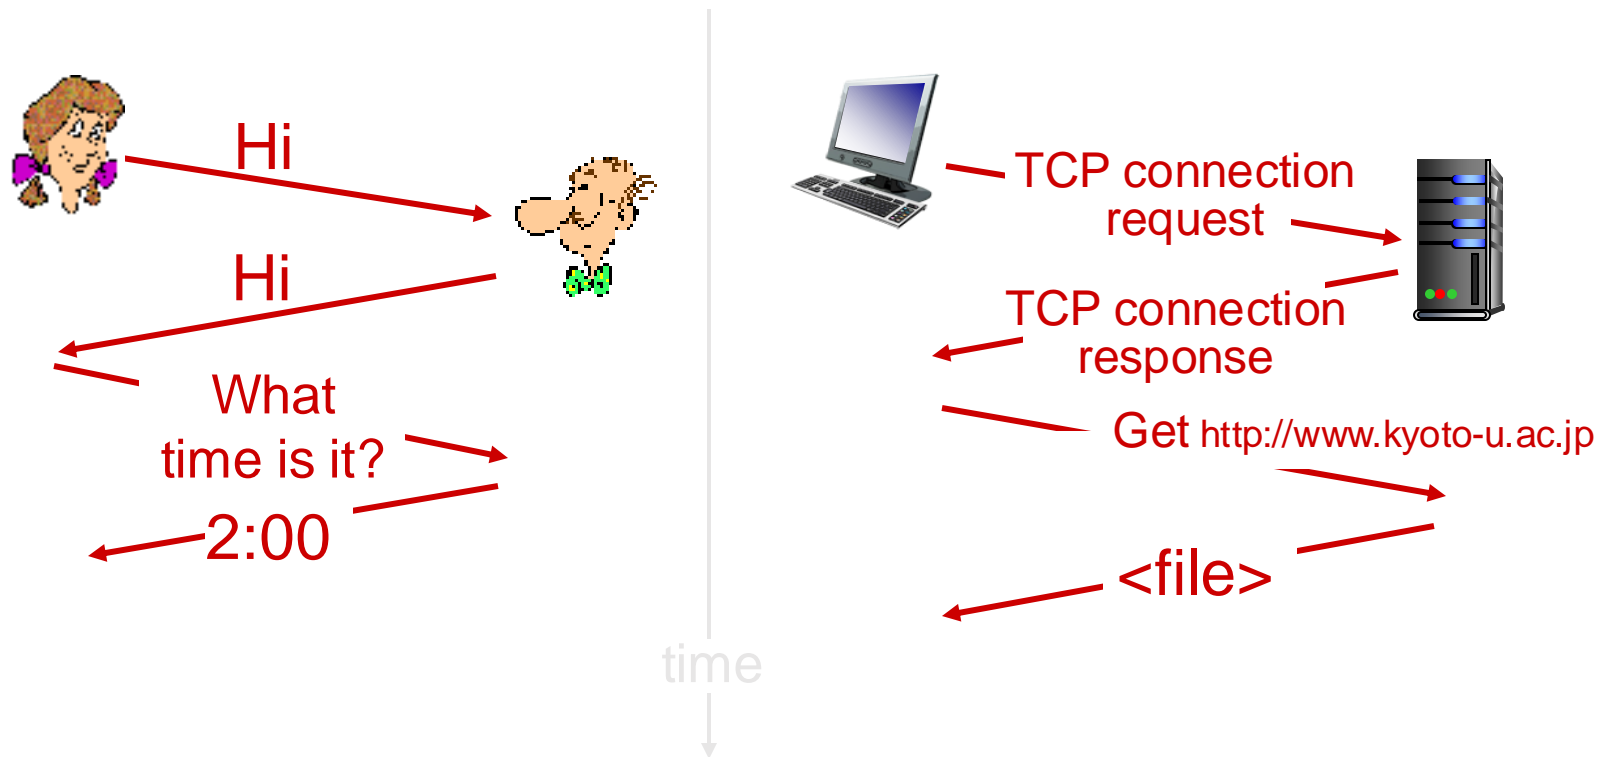 Hi
Hi
What
time is it?
2:00
TCP connection
request
TCP connection
response
Get http://www.kyoto-u.ac.jp
<file>
time